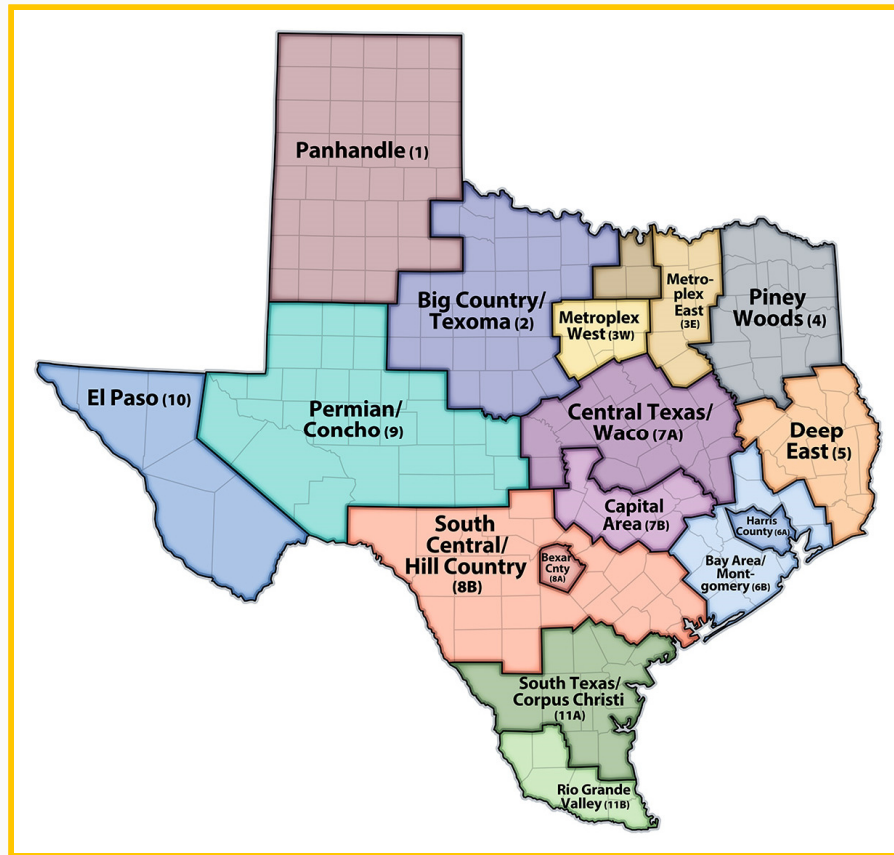 Panhandle (1)
Big Country/
Texoma (2)
Metro-
plex
East
(3E)
Metroplex
West (3W)
Piney
Woods (4)
El Paso (10)
Permian/
Concho (9)
Central Texas/
Waco (7A)
Deep
East (5)
Capital
Area (7B)
Harris
County (6A)
Bay Area/
Mont-
gomery (6B)
South
Central/
Hill Country
(8B)
Bexar
Cnty
(8A)
South Texas/
Corpus Christi
(11A)
Rio Grande
Valley (11B)